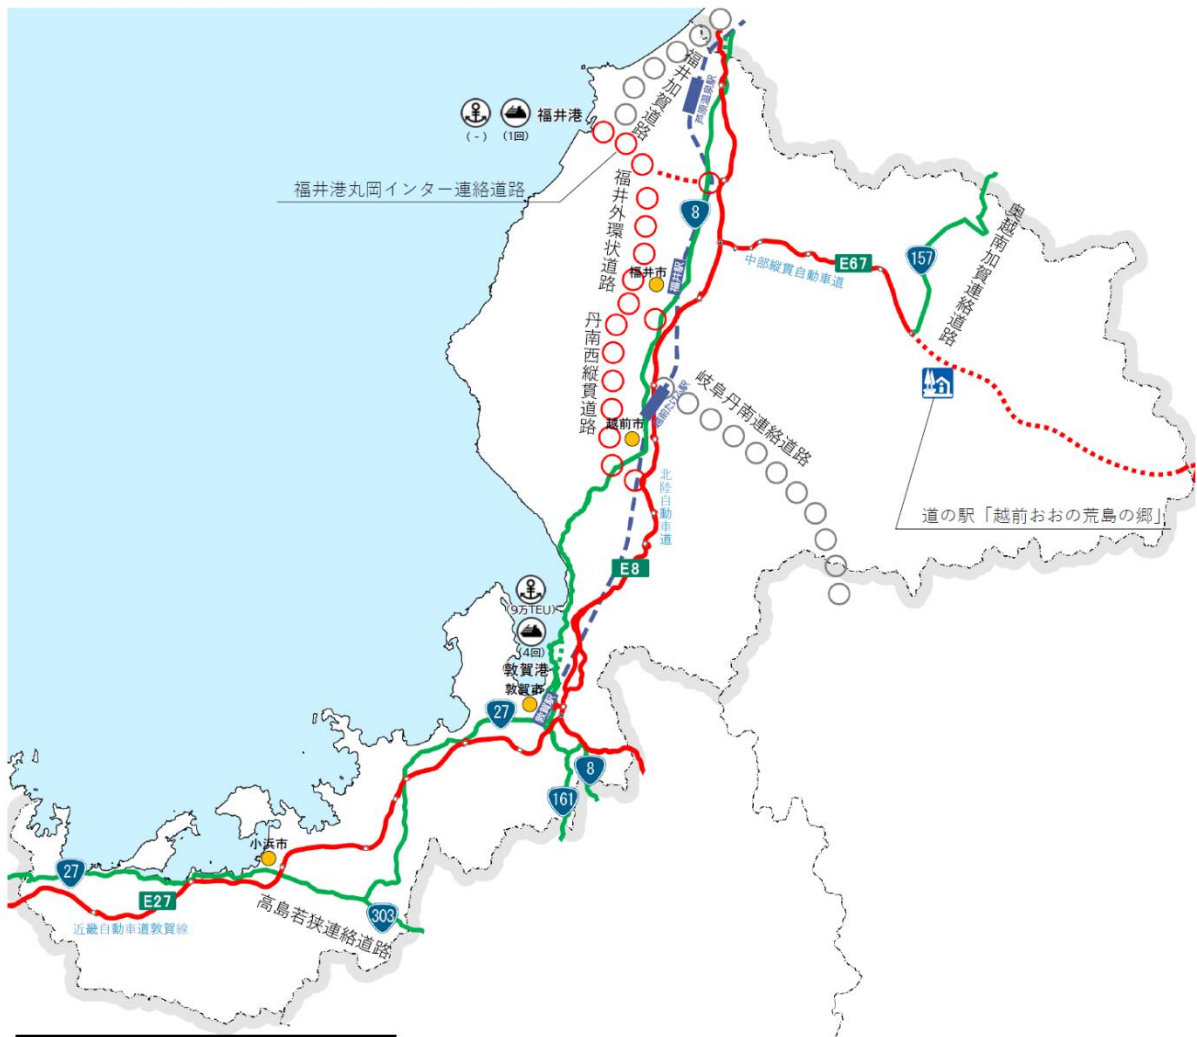 福井加賀道路
芦原温泉駅
福井港
(-)
(1回)
福井港丸岡インター連絡道路
福井外環状道路
8
奥越南加賀連絡道路
157
E67
中部縦貫自動車道
福井市
福井駅
丹南西縦貫道路
岐阜丹南連絡道路
越前たけふ駅
越前市
北陸自動車道
道の駅「越前おおの荒島の郷」
E8
(9万TEU)
(4回)
敦賀港
敦賀市
敦賀駅
27
8
161
小浜市
27
E27
高島若狭連絡道路
303
近畿自動車道敦賀線